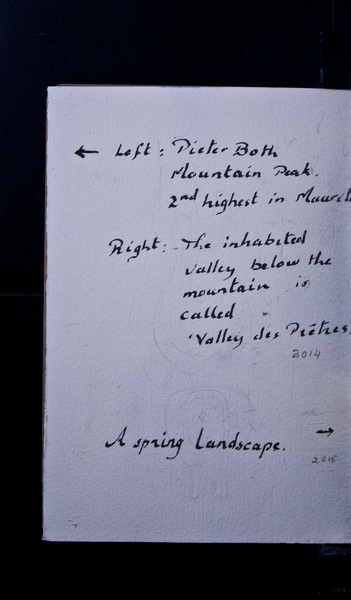 ← Left : Pieter Both
Mountain Peak.
2nd highest in Maurit
Right : The inhabited
valley below the
mountain is
called
'Valley des Prêtres,
2014
→
A spring landscape.
2015